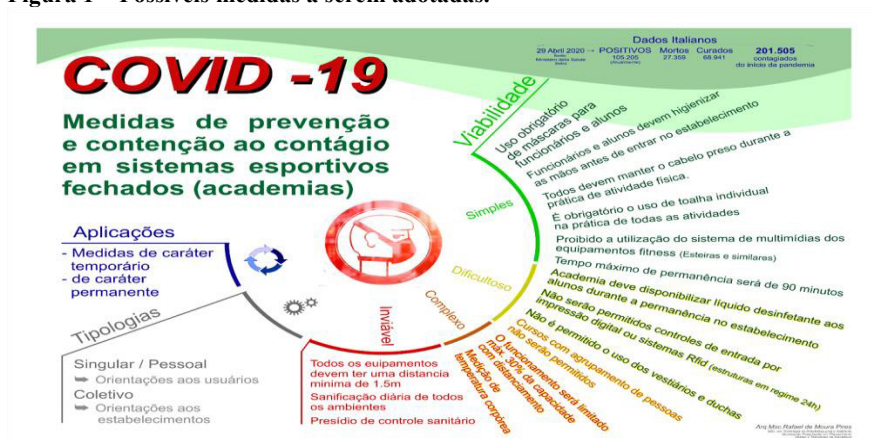 Figura 1 – Possíveis medidas a serem adotadas.
COVID -19
Medidas de prevenção
e contenção ao contágio
em sistemas esportivos
fechados (academias)
Dados Italianos
29 Abril 2020 → POSITIVOS Mortos Curados 201.505
105.205 27.359 68.941 contagiados
do início da pandemia
Aplicações
- Medidas de caráter
temporário
- de caráter
permanente
Tipologias
Singular / Pessoal
➥ Orientações aos usuários
Coletivo
➥ Orientações aos
estabelecimentos
Viabilidade
Simples
Uso obrigatório
de máscaras para
funcionários e alunos
Funcionários e alunos devem higienizar
as mãos antes de entrar no estabelecimento
Todos devem manter o cabelo preso durante a
prática de atividade física.
É obrigatório o uso de toalha individual
na prática de todas as atividades
Proibido a utilização do sistema de multimídias dos
equipamentos fitness (Esteiras e similares)
Tempo máximo de permanência será de 90 minutos
Dificultoso
Academia deve disponibilizar líquido desinfetante aos
alunos durante a permanência no estabelecimento
Não serão permitidos controles de entrada por
impressão digital ou sistemas Rfid (estruturas em regime 24h)
Não é permitido o uso dos vestiários e duchas
Complexo
Cursos com agrupamento de pessoas
não serão permitidos
O funcionamento será limitado
máx. 30% da capacidade
com distanciamento
Medição de
temperatura corpórea
Inviável
Todos os euipamentos
devem ter uma distancia
mínima de 1.5m
Sanificação diária de todos
os ambientes
Presídio de controle sanitário
Arq.Msc.Rafael de Moura Pires